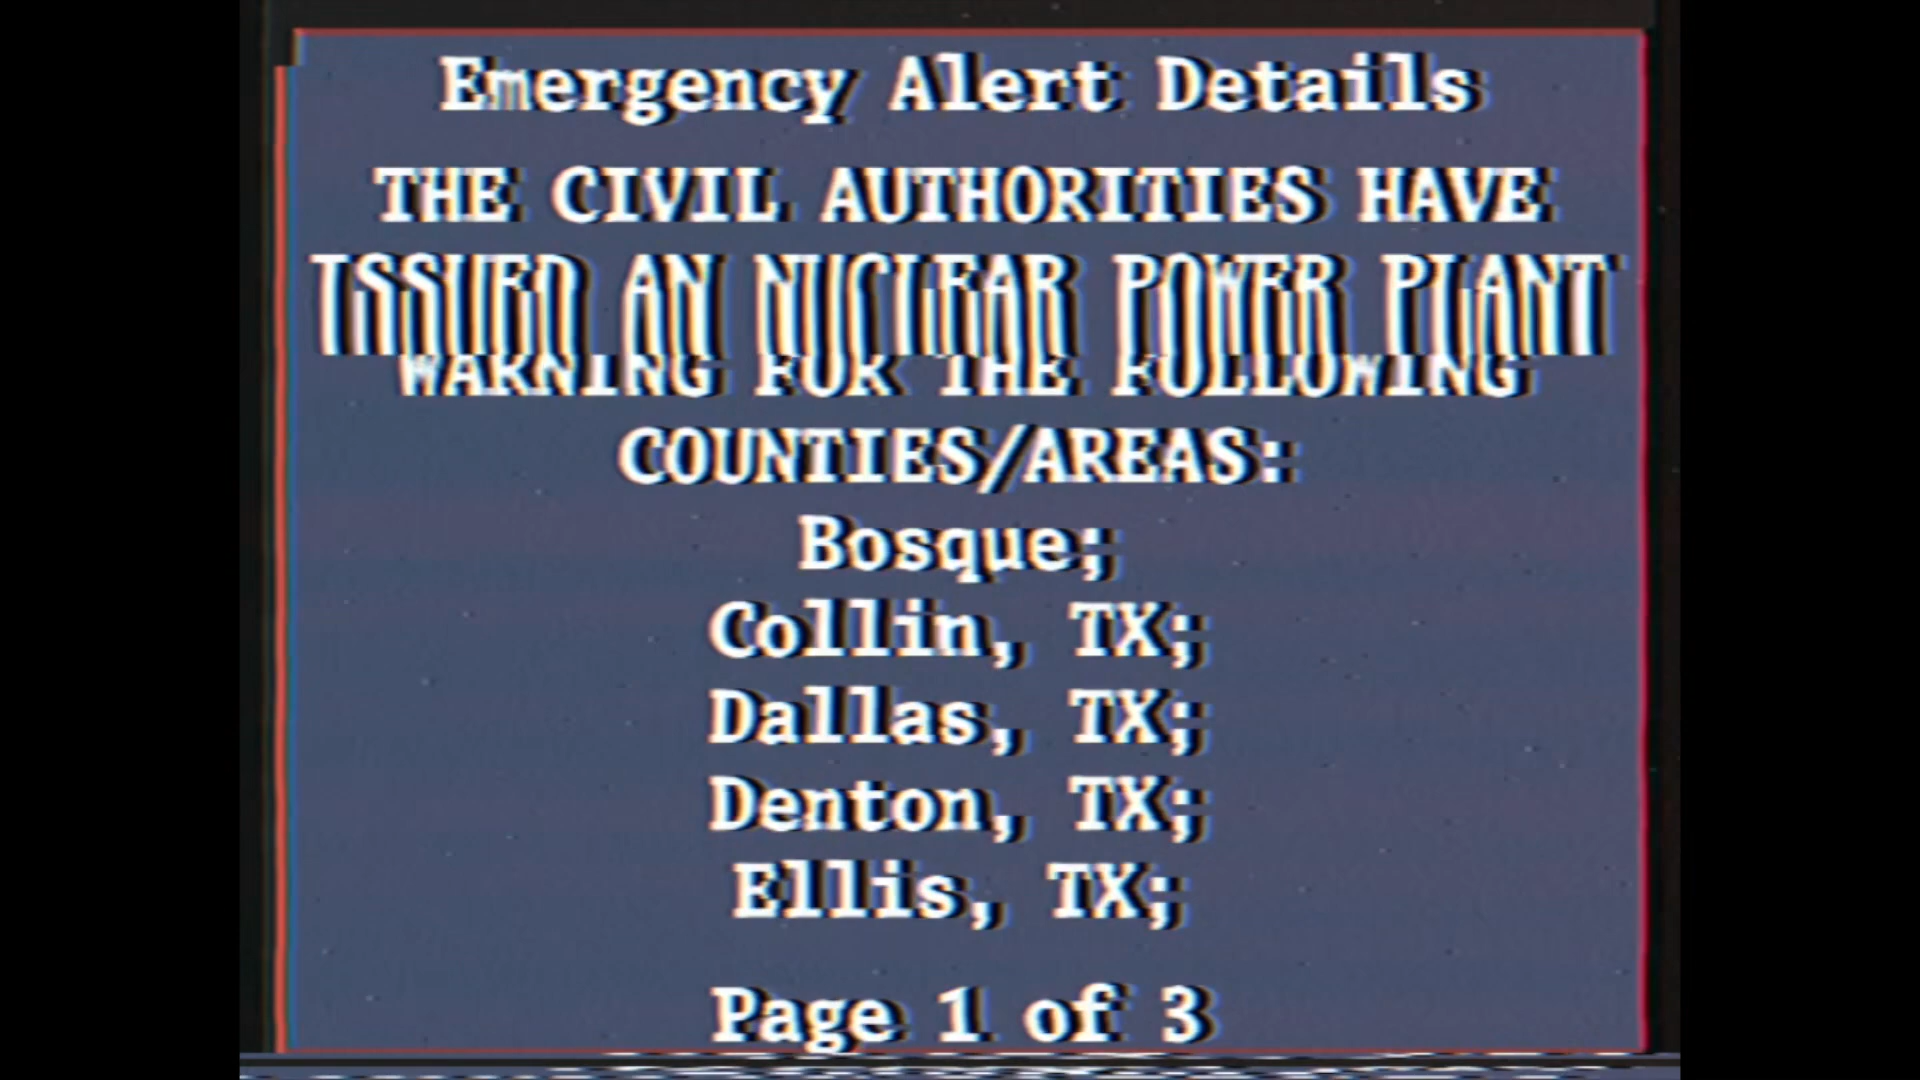 Emergency Alert Details
THE CIVIL AUTHORITIES HAVE
ISSUED AN NUCLEAR POWER PLANT
WARNING FOR THE FOLLOWING
COUNTIES/AREAS:
Bosque;
Collin, TX;
Dallas, TX;
Denton, TX;
Ellis, TX;
Page 1 of 3